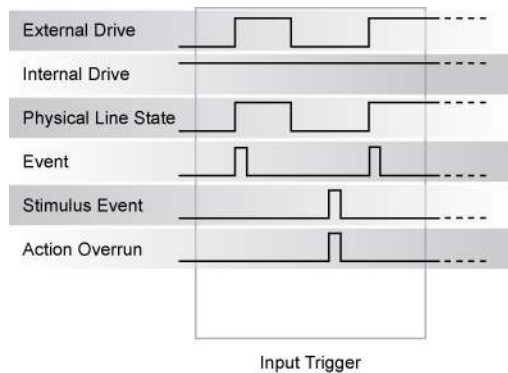 External Drive
Internal Drive
Physical Line State
Event
Stimulus Event
Action Overrun
Input Trigger